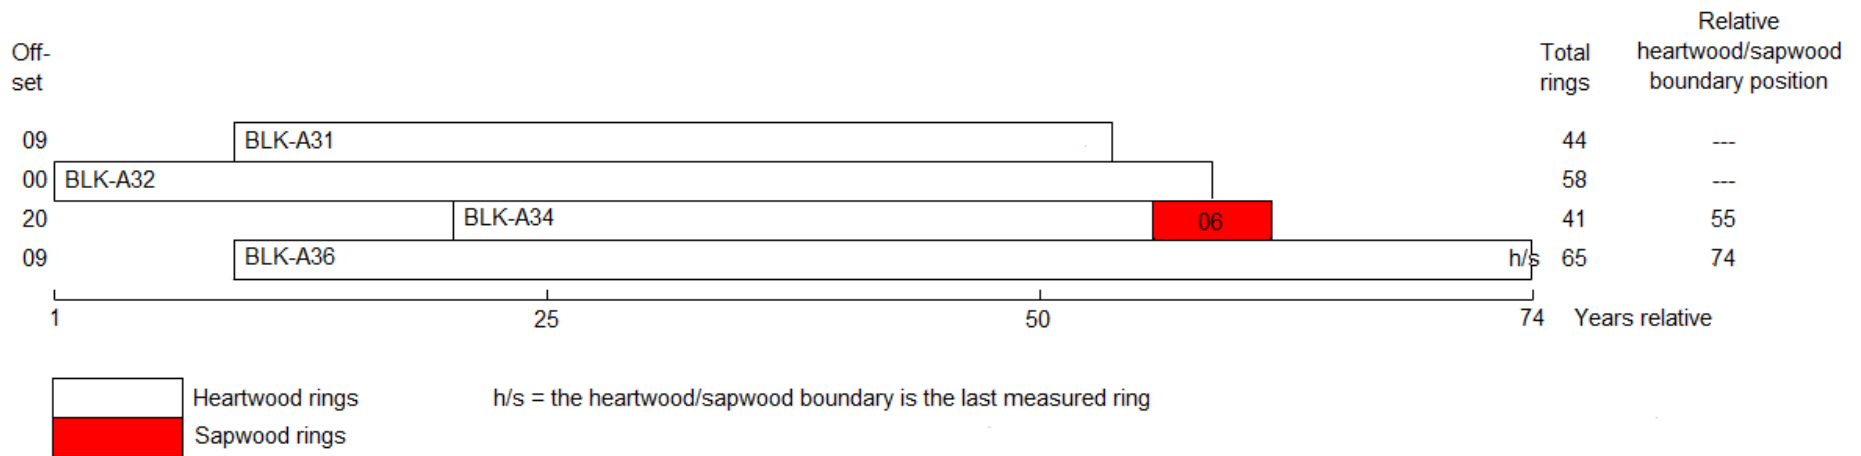 Relative
Off- Total heartwood/sapwood
set rings boundary position
09 BLK-A31 44 ---
00 BLK-A32 58 ---
20 BLK-A34 06 41 55
09 BLK-A36 h/s 65 74
1 25 50 74 Years relative
Heartwood rings h/s = the heartwood/sapwood boundary is the last measured ring
Sapwood rings